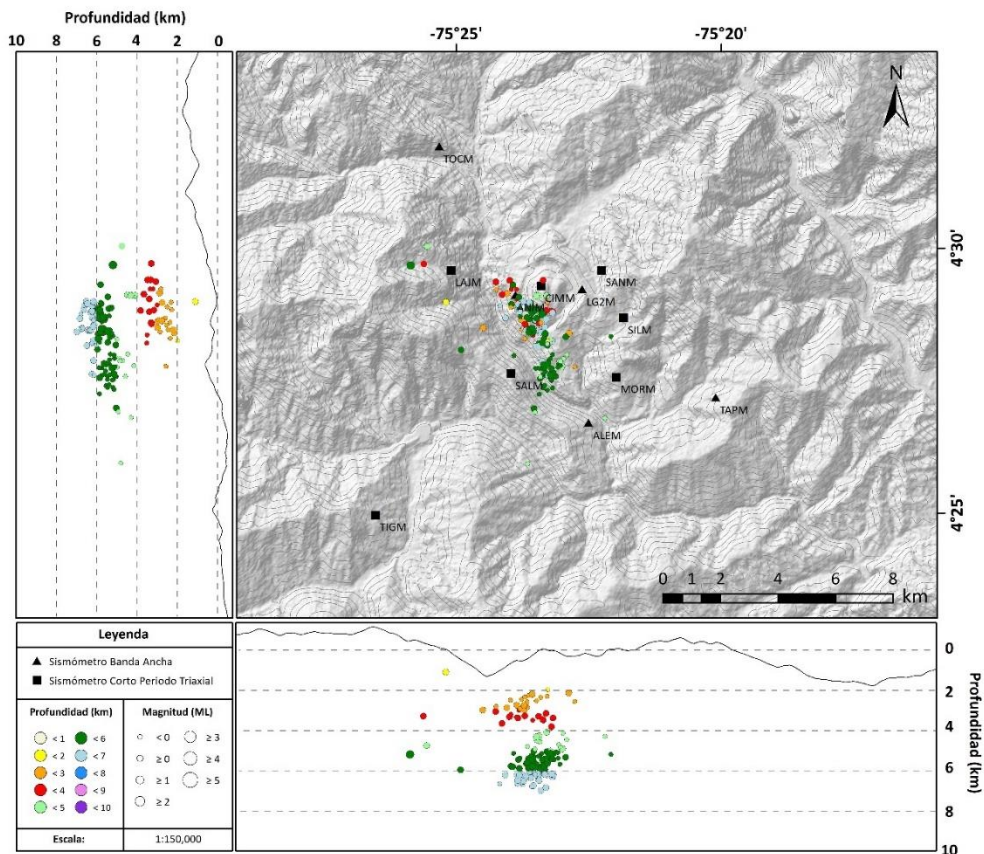 Profundidad (km)
10 8 6 4 2 0
-75°25' -75°20'
N
TOCM
4°30'
LAJM
SANM
CIMM
LG2M
SILM
SALM
MORM
TAPM
ALEM
4°25'
TIGM
0 1 2 4 6 8
km
Leyenda
Sismómetro Banda Ancha
Sismómetro Corto Periodo Triaxial
Profundidad (km) Magnitud (ML)
< 1 < 6 < 0 ≥ 3
< 2 < 7 ≥ 0 ≥ 4
< 3 < 8 ≥ 1 ≥ 5
< 4 < 9 ≥ 2
< 5 < 10
Escala: 1:150,000
0
2
4
6
8
10
Profundidad (km)